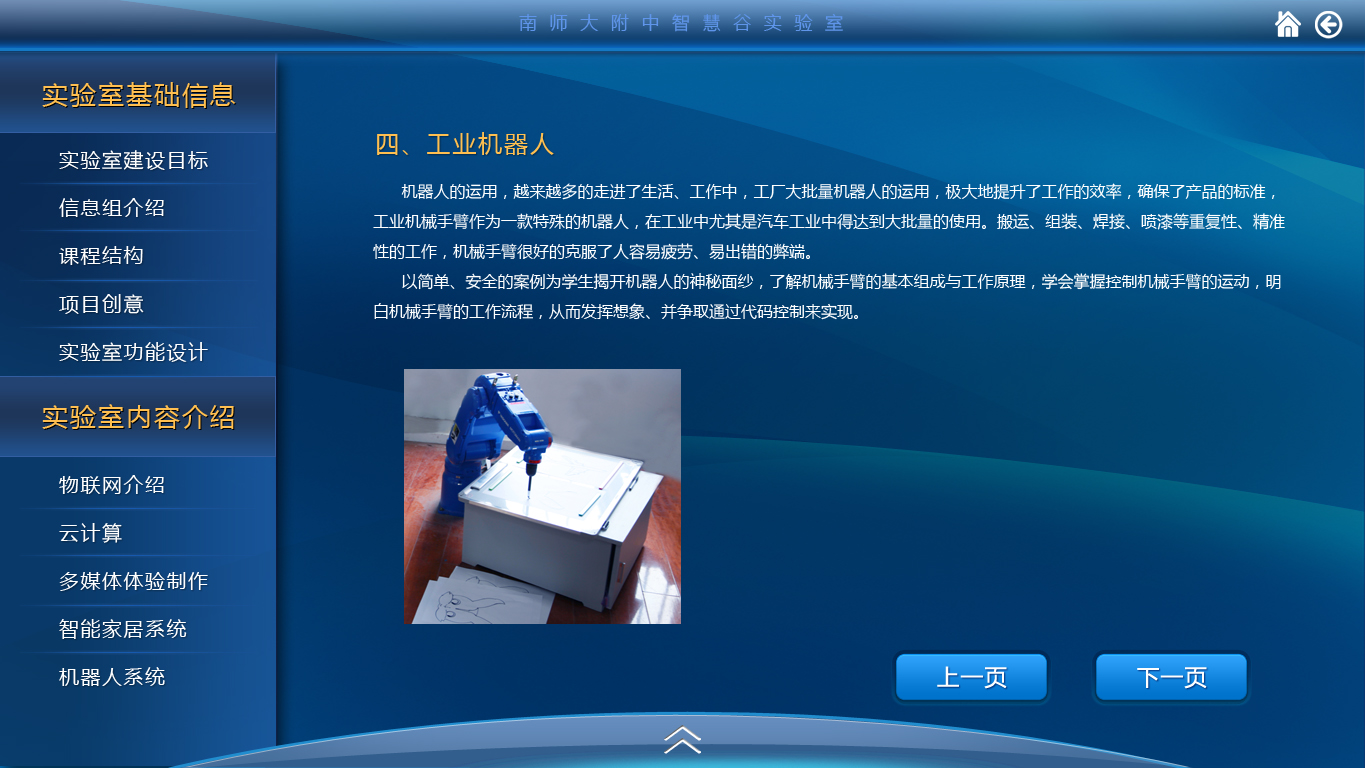 南师大附中智慧谷实验室
实验室基础信息
实验室建设目标
信息组介绍
课程结构
项目创意
实验室功能设计
实验室内容介绍
物联网介绍
云计算
多媒体体验制作
智能家居系统
机器人系统
四、工业机器人
机器人的运用，越来越多的走进了生活、工作中，工厂大批量机器人的运用，极大地提升了工作的效率，确保了产品的标准，
工业机械手臂作为一款特殊的机器人，在工业中尤其是汽车工业中得达到大批量的使用。搬运、组装、焊接、喷漆等重复性、精准
性的工作，机械手臂很好的克服了人容易疲劳、易出错的弊端。
以简单、安全的案例为学生揭开机器人的神秘面纱，了解机械手臂的基本组成与工作原理，学会掌握控制机械手臂的运动，明
白机械手臂的工作流程，从而发挥想象、并争取通过代码控制来实现。
上一页
下一页